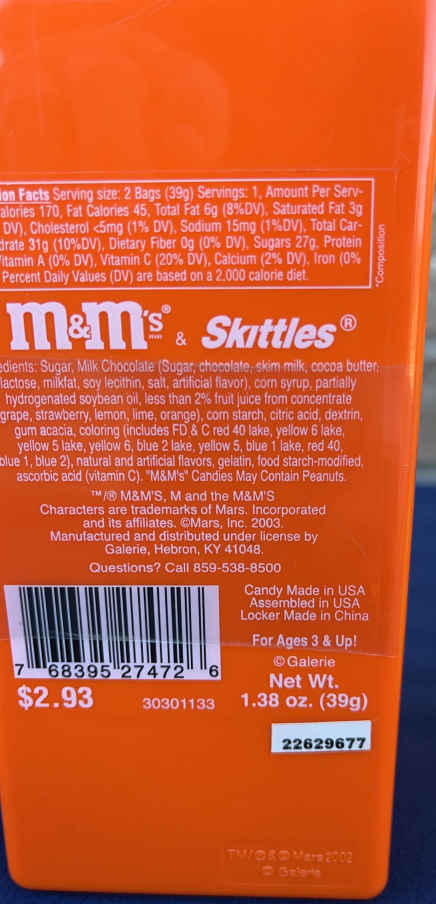 on Facts Serving size: 2 Bags (39g) Servings: 1, Amount Per Serv-
alories 170, Fat Calories 45, Total Fat 6g (8%DV), Saturated Fat 3g
DV), Cholesterol <5mg (1% DV), Sodium 15mg (1%DV), Total Car-
drate 31g (10%DV), Dietary Fiber 0g (0% DV), Sugars 27g, Protein
Vitamin A (0% DV), Vitamin C (20% DV), Calcium (2% DV), Iron (0%
Percent Daily Values (DV) are based on a 2,000 calorie diet.
*Composition
m&m's® & Skittles®
edients: Sugar, Milk Chocolate (Sugar, chocolate, skim milk, cocoa butter,
lactose, milkfat, soy lecithin, salt, artificial flavor), corn syrup, partially
hydrogenated soybean oil, less than 2% fruit juice from concentrate
grape, strawberry, lemon, lime, orange), corn starch, citric acid, dextrin,
gum acacia, coloring (includes FD & C red 40 lake, yellow 6 lake,
yellow 5 lake, yellow 6, blue 2 lake, yellow 5, blue 1 lake, red 40,
blue 1, blue 2), natural and artificial flavors, gelatin, food starch-modified,
ascorbic acid (vitamin C). "M&M's" Candies May Contain Peanuts.
™/® M&M'S, M and the M&M'S
Characters are trademarks of Mars. Incorporated
and its affiliates. ©Mars, Inc. 2003.
Manufactured and distributed under license by
Galerie, Hebron, KY 41048.
Questions? Call 859-538-8500
Candy Made in USA
Assembled in USA
Locker Made in China
For Ages 3 & Up!
©Galerie
Net Wt.
1.38 oz. (39g)
7 68395 27472 6
$2.93
30301133
22629677
TM/® & © Mars 2002
© Galerie